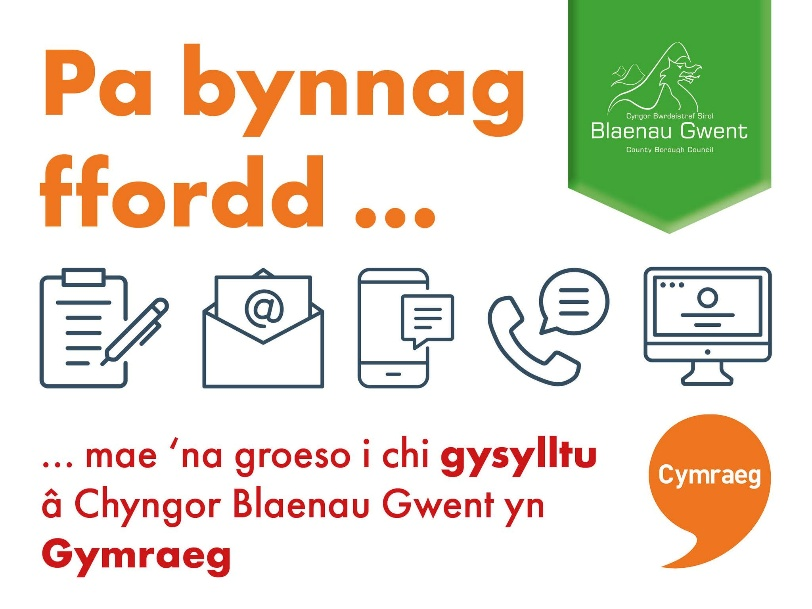 Pa bynnag
ffordd ...
Cyngor Bwrdeistref Sirol
Blaenau Gwent
County Borough Council
@
... mae ‘na groeso i chi gysylltu
â Chyngor Blaenau Gwent yn
Gymraeg
Cymraeg